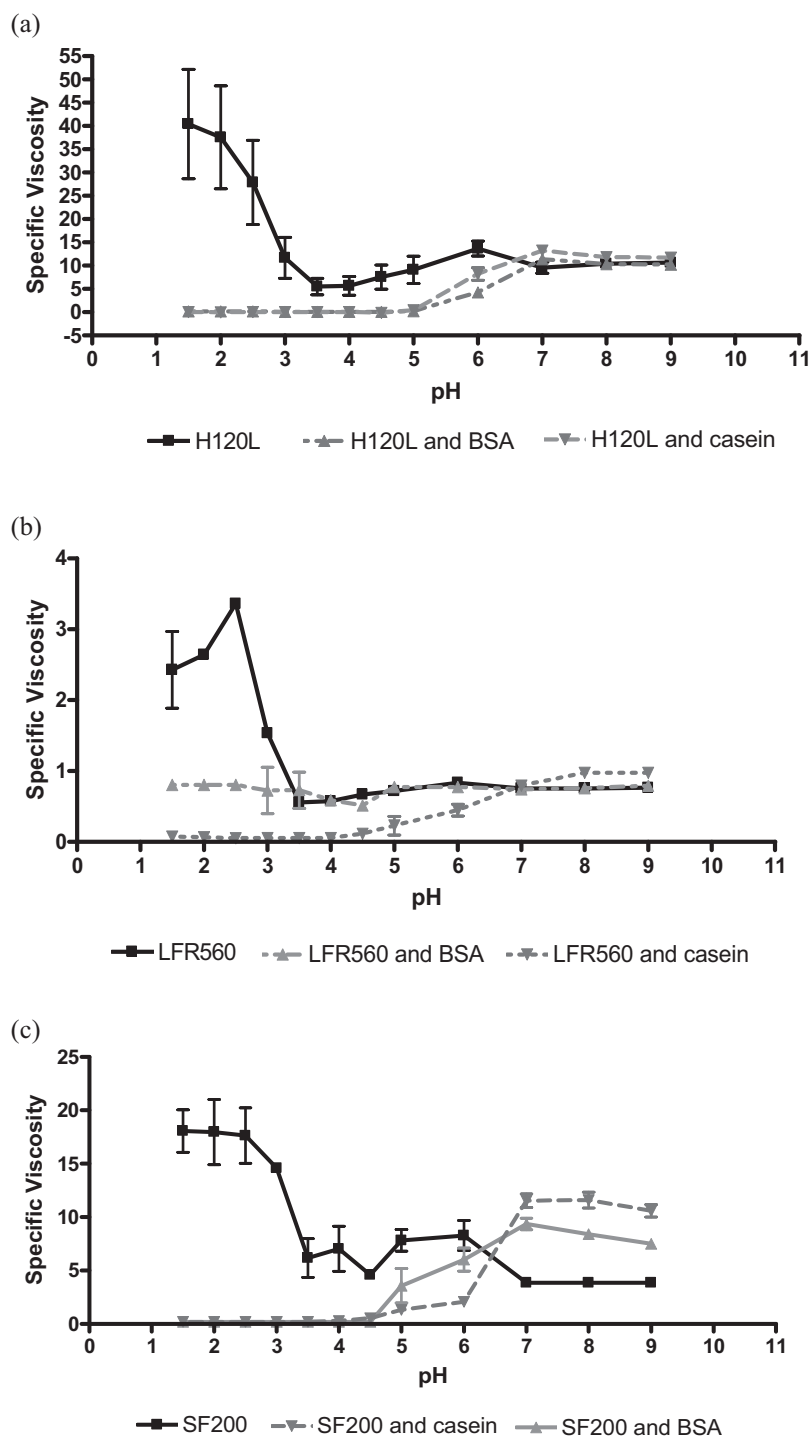 (a)
55
50
45
40
35
30
25
20
15
10
5
0
-5
Specific Viscosity
0 1 2 3 4 5 6 7 8 9 10 11
pH
H120L H120L and BSA H120L and casein
(b)
4
3
2
1
0
Specific Viscosity
0 1 2 3 4 5 6 7 8 9 10 11
pH
LFR560 LFR560 and BSA LFR560 and casein
(c)
25
20
15
10
5
0
Specific Viscosity
0 1 2 3 4 5 6 7 8 9 10 11
pH
SF200 SF200 and casein SF200 and BSA